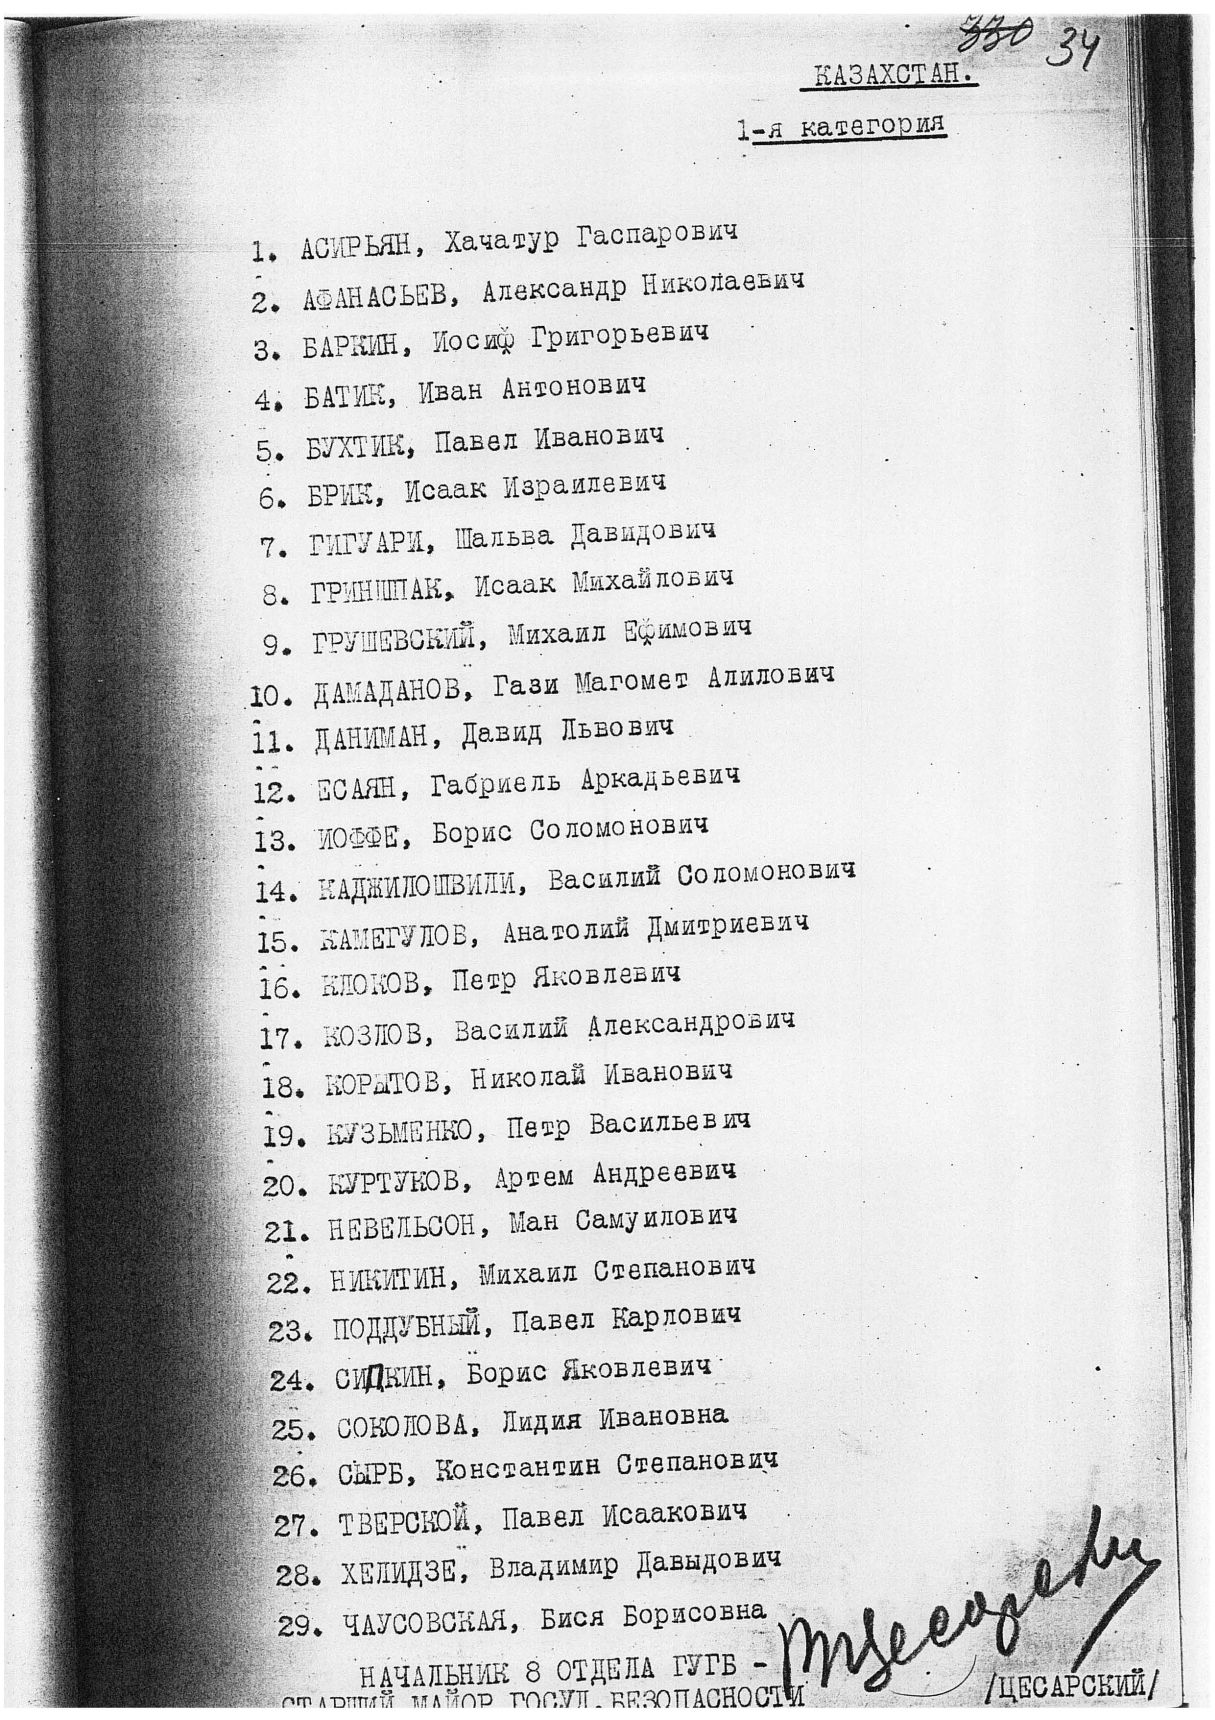 330 34
КАЗАХСТАН.
1-я категория
1. АСИРЬЯН, Хачатур Гаспарович
2. АФАНАСЬЕВ, Александр Николаевич
3. БАРКИН, Иосиф Григорьевич
4. БАТИК, Иван Антонович
5. БУХТИК, Павел Иванович
6. БРИК, Исаак Израилевич
7. ГИГУАРИ, Шальва Давидович
8. ГРИНШПАК, Исаак Михайлович
9. ГРУШЕВСКИЙ, Михаил Ефимович
10. ДАМАДАНОВ, Гази Магомет Алилович
11. ДАНИМАН, Давид Львович
12. ЕСАЯН, Габриель Аркадьевич
13. ИОФФЕ, Борис Соломонович
14. КАДЖИЛОШВИЛИ, Василий Соломонович
15. КАМЕГУЛОВ, Анатолий Дмитриевич
16. КЛОКОВ, Петр Яковлевич
17. КОЗЛОВ, Василий Александрович
18. КОРЫТОВ, Николай Иванович
19. КУЗЬМЕНКО, Петр Васильевич
20. КУРТУКОВ, Артем Андреевич
21. НЕВЕЛЬСОН, Ман Самуилович
22. НИКИТИН, Михаил Степанович
23. ПОДДУБНЫЙ, Павел Карлович
24. СИПКИН, Борис Яковлевич
25. СОКОЛОВА, Лидия Ивановна
26. СЫРБ, Константин Степанович
27. ТВЕРСКОЙ, Павел Исаакович
28. ХЕЛИДЗЕ, Владимир Давыдович
29. ЧАУСОВСКАЯ, Бися Борисовна
НАЧАЛЬНИК 8 ОТДЕЛА ГУГБ -
СТАРШИЙ МАЙОР ГОСУД.БЕЗОПАСНОСТИ
Цесарский
/ЦЕСАРСКИЙ/